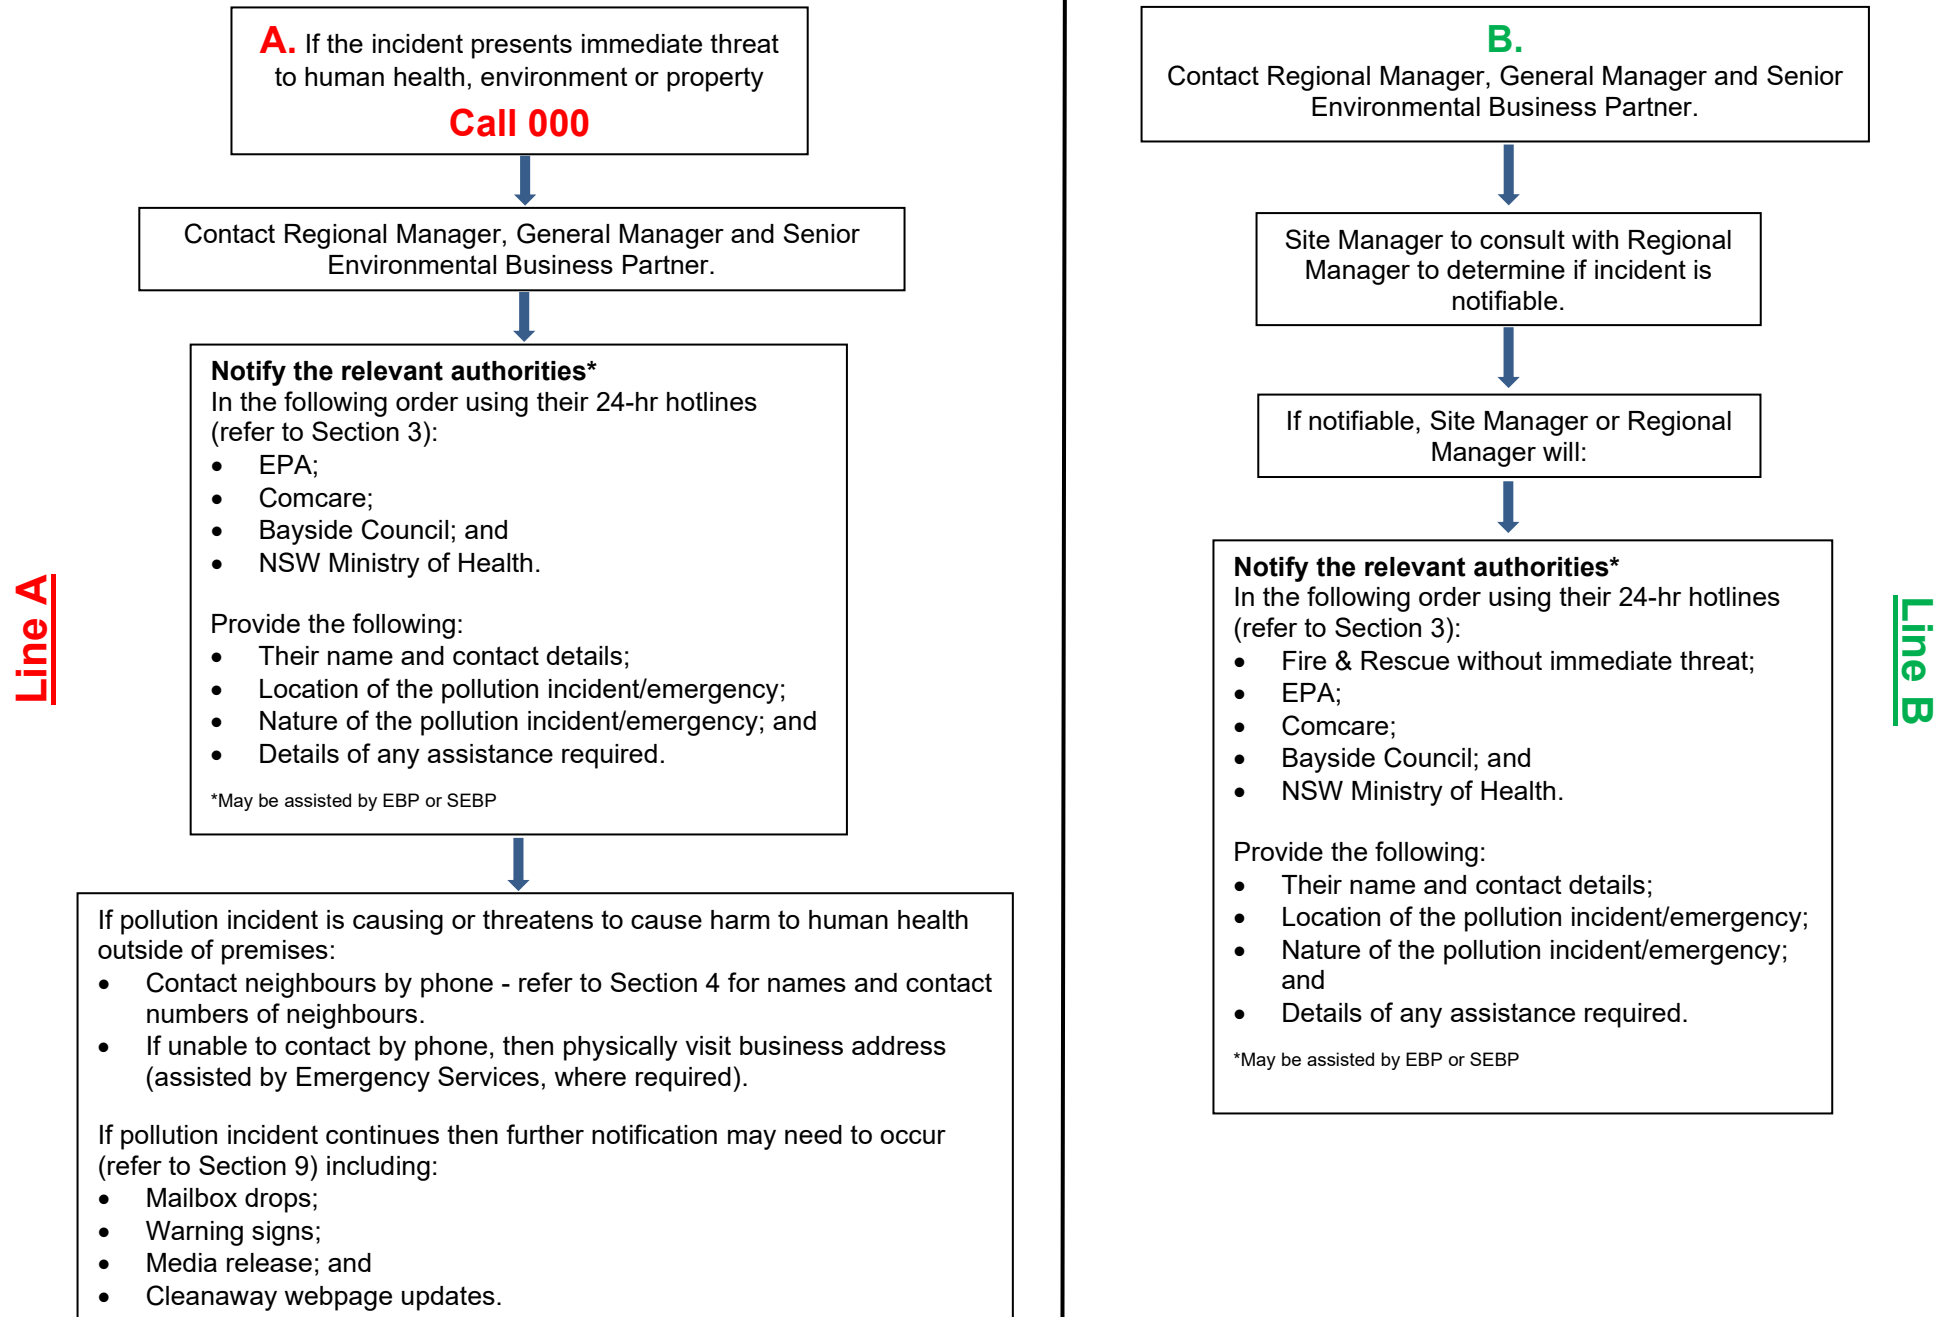 A. If the incident presents immediate threat
to human health, environment or property
Call 000
Contact Regional Manager, General Manager and Senior
Environmental Business Partner.
Notify the relevant authorities*
In the following order using their 24-hr hotlines
(refer to Section 3):
• EPA;
• Comcare;
• Bayside Council; and
• NSW Ministry of Health.
Provide the following:
• Their name and contact details;
• Location of the pollution incident/emergency;
• Nature of the pollution incident/emergency; and
• Details of any assistance required.
*May be assisted by EBP or SEBP
If pollution incident is causing or threatens to cause harm to human health
outside of premises:
• Contact neighbours by phone - refer to Section 4 for names and contact
numbers of neighbours.
• If unable to contact by phone, then physically visit business address
(assisted by Emergency Services, where required).
If pollution incident continues then further notification may need to occur
(refer to Section 9) including:
• Mailbox drops;
• Warning signs;
• Media release; and
• Cleanaway webpage updates.
Line A
B.
Contact Regional Manager, General Manager and Senior
Environmental Business Partner.
Site Manager to consult with Regional
Manager to determine if incident is
notifiable.
If notifiable, Site Manager or Regional
Manager will:
Notify the relevant authorities*
In the following order using their 24-hr hotlines
(refer to Section 3):
• Fire & Rescue without immediate threat;
• EPA;
• Comcare;
• Bayside Council; and
• NSW Ministry of Health.
Provide the following:
• Their name and contact details;
• Location of the pollution incident/emergency;
• Nature of the pollution incident/emergency;
and
• Details of any assistance required.
*May be assisted by EBP or SEBP
Line B